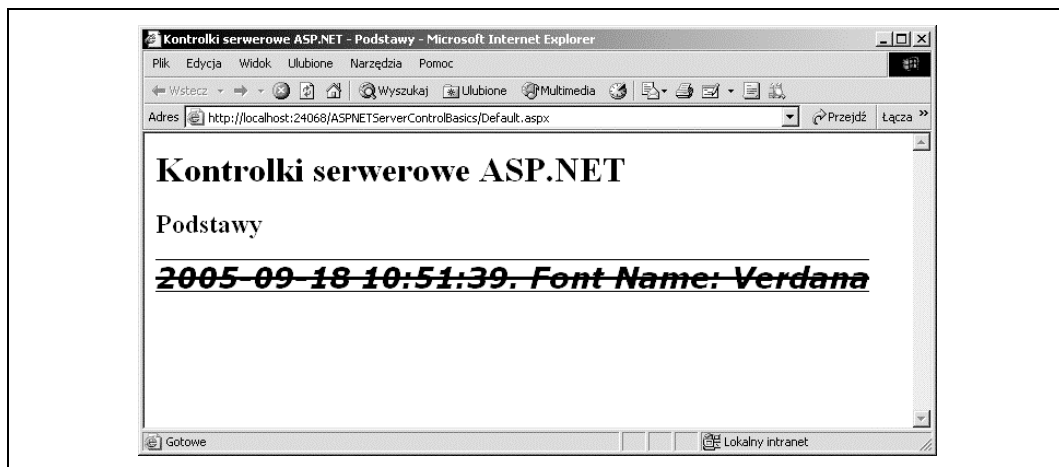 Kontrolki serwerowe ASP.NET - Podstawy - Microsoft Internet Explorer
Plik Edycja Widok Ulubione Narzędzia Pomoc
Wstecz Wyszukaj Ulubione Multimedia
Adres http://localhost:24068/ASPNETServerControlBasics/Default.aspx Przejdź Łącza »
Kontrolki serwerowe ASP.NET
Podstawy
2005-09-18 10:51:39. Font Name: Verdana
Gotowe Lokalny intranet